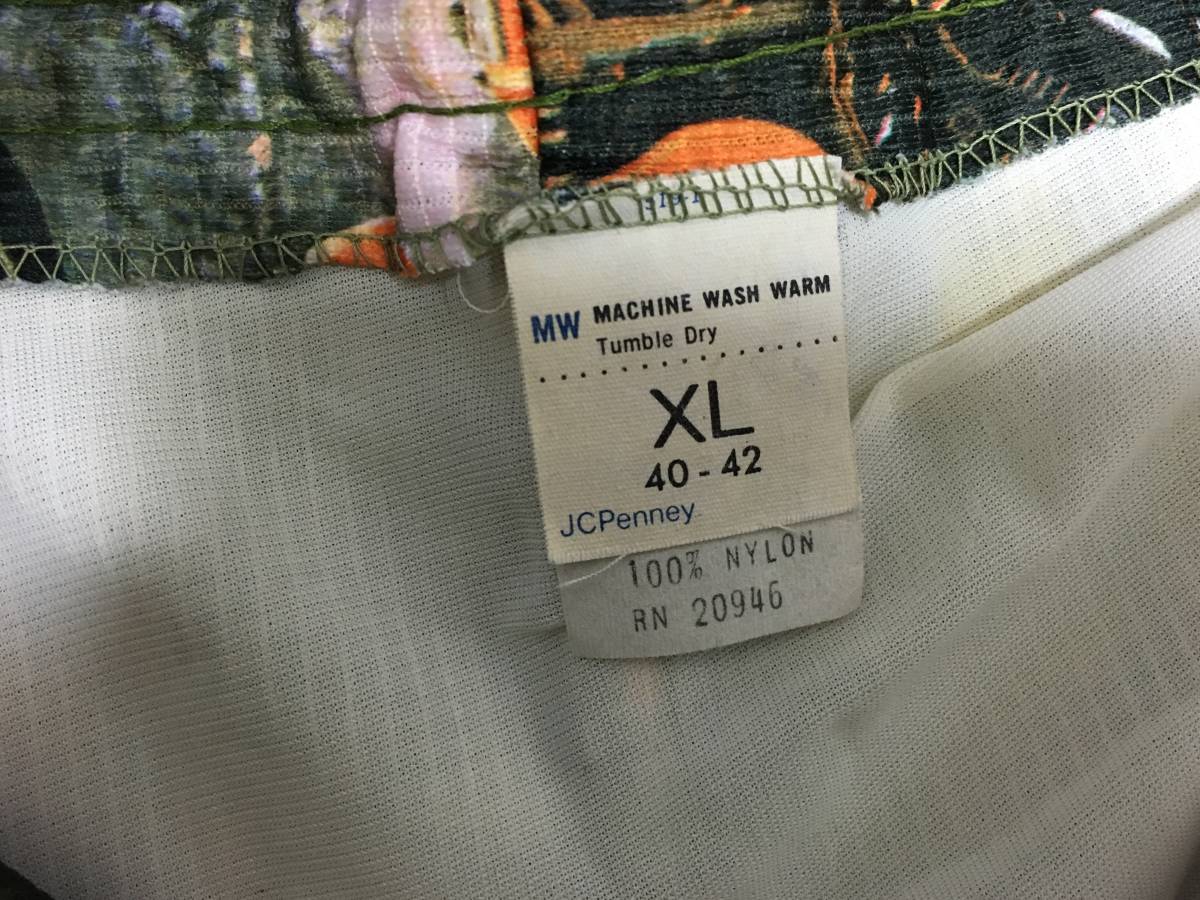 MW MACHINE WASH WARM
Tumble Dry
XL
40 - 42
JCPenney
100% NYLON
RN 20946